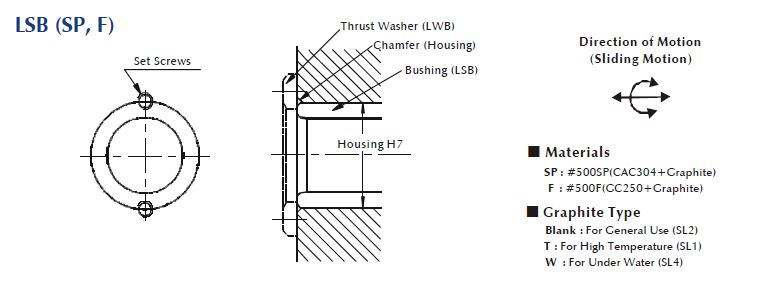 LSB (SP, F)
Set Screws
Thrust Washer (LWB)
Chamfer (Housing)
Bushing (LSB)
Housing H7
Direction of Motion
(Sliding Motion)
■ Materials
SP : #500SP(CAC304+Graphite)
F : #500F(GC250+Graphite)
■ Graphite Type
Blank : For General Use (SL2)
T : For High Temperature (SL1)
W : For Under Water (SL4)